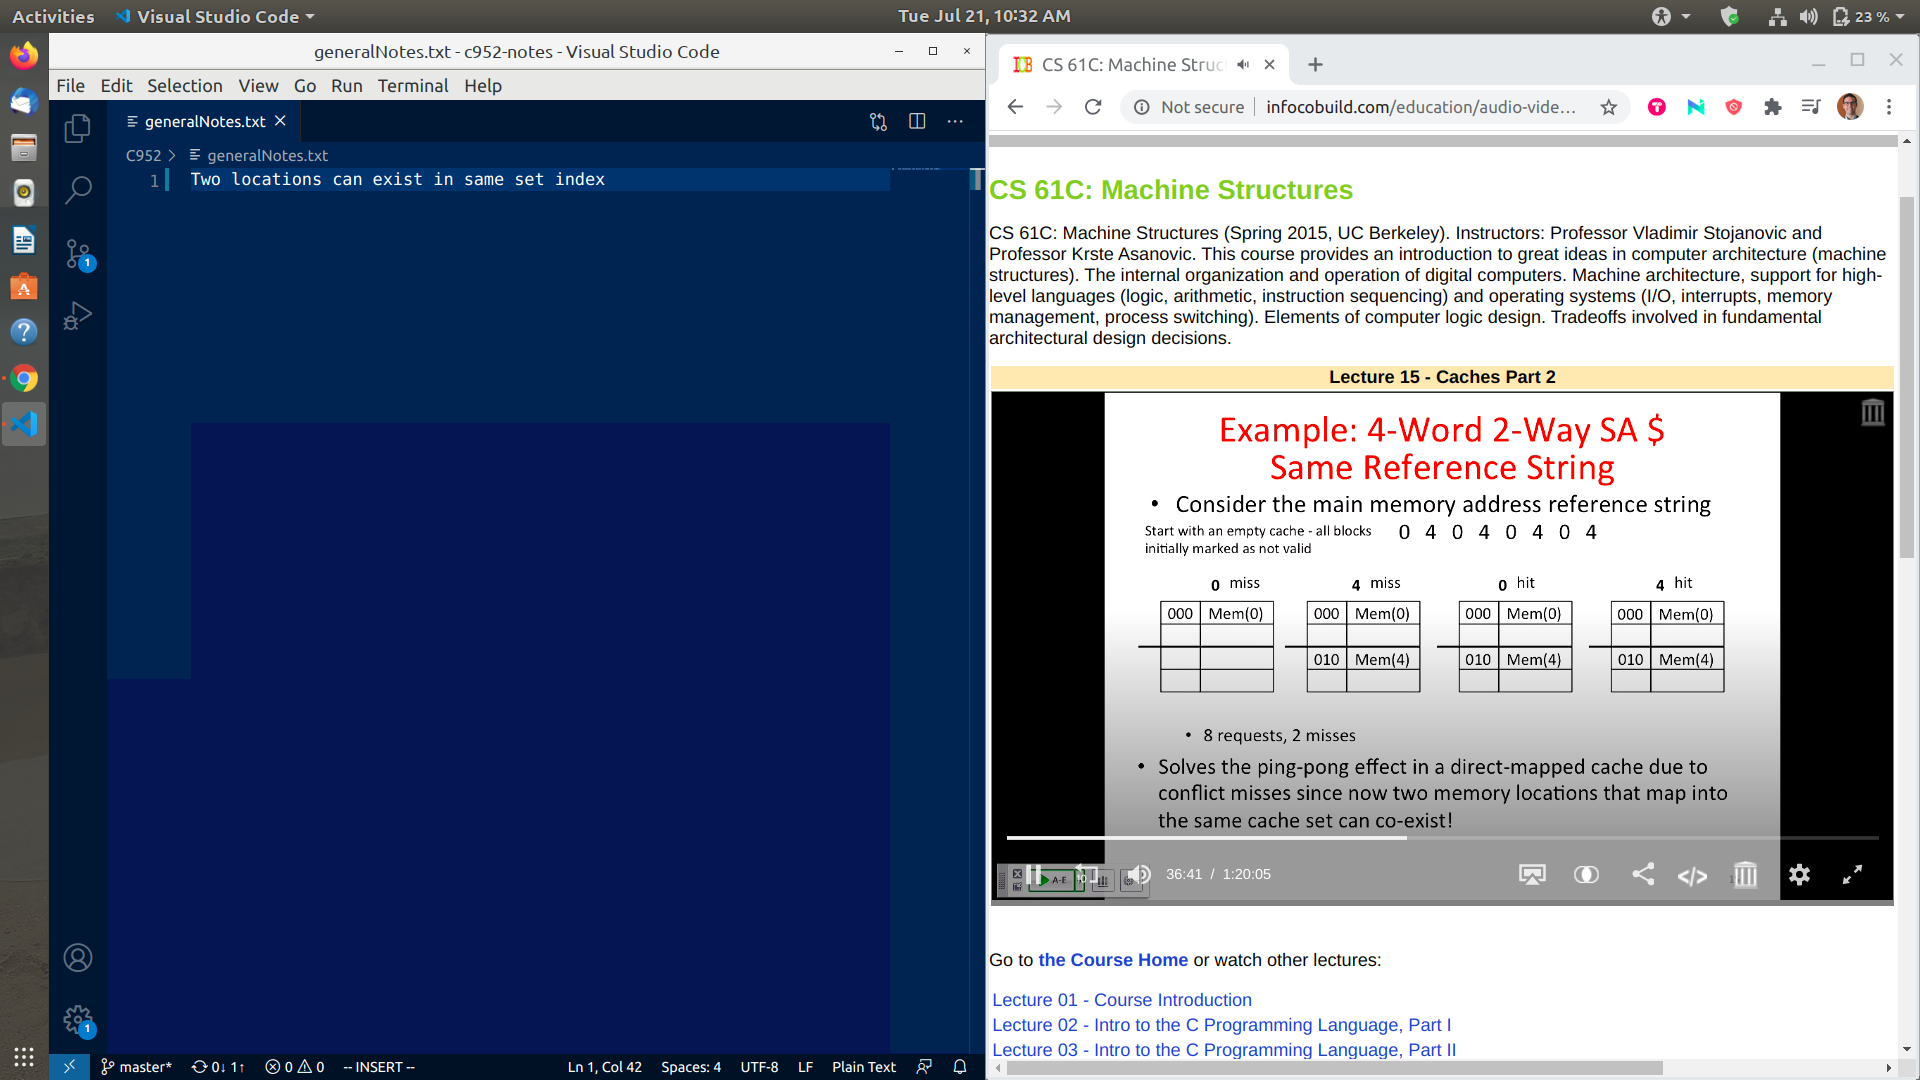 Activities
Visual Studio Code
Tue Jul 21, 10:32 AM
23 %
generalNotes.txt - c952-notes - Visual Studio Code
File Edit Selection View Go Run Terminal Help
generalNotes.txt
C952 > generalNotes.txt
1 Two locations can exist in same set index
1
1
master* 0↓ 1↑ 0 0 -- INSERT -- Ln 1, Col 42 Spaces: 4 UTF-8 LF Plain Text
CS 61C: Machine Struc
Not secure | infocobuild.com/education/audio-vide...
CS 61C: Machine Structures
CS 61C: Machine Structures (Spring 2015, UC Berkeley). Instructors: Professor Vladimir Stojanovic and
Professor Krste Asanovic. This course provides an introduction to great ideas in computer architecture (machine
structures). The internal organization and operation of digital computers. Machine architecture, support for high-
level languages (logic, arithmetic, instruction sequencing) and operating systems (I/O, interrupts, memory
management, process switching). Elements of computer logic design. Tradeoffs involved in fundamental
architectural design decisions.
Lecture 15 - Caches Part 2
Example: 4-Word 2-Way SA $
Same Reference String
• Consider the main memory address reference string
Start with an empty cache - all blocks
initially marked as not valid
0 4 0 4 0 4 0 4
0 miss 4 miss 0 hit 4 hit
000 Mem(0) 000 Mem(0) 000 Mem(0) 000 Mem(0)
010 Mem(4) 010 Mem(4) 010 Mem(4)
• 8 requests, 2 misses
• Solves the ping-pong effect in a direct-mapped cache due to
conflict misses since now two memory locations that map into
the same cache set can co-exist!
A-E
10
36:41 / 1:20:05
Go to the Course Home or watch other lectures:
Lecture 01 - Course Introduction
Lecture 02 - Intro to the C Programming Language, Part I
Lecture 03 - Intro to the C Programming Language, Part II